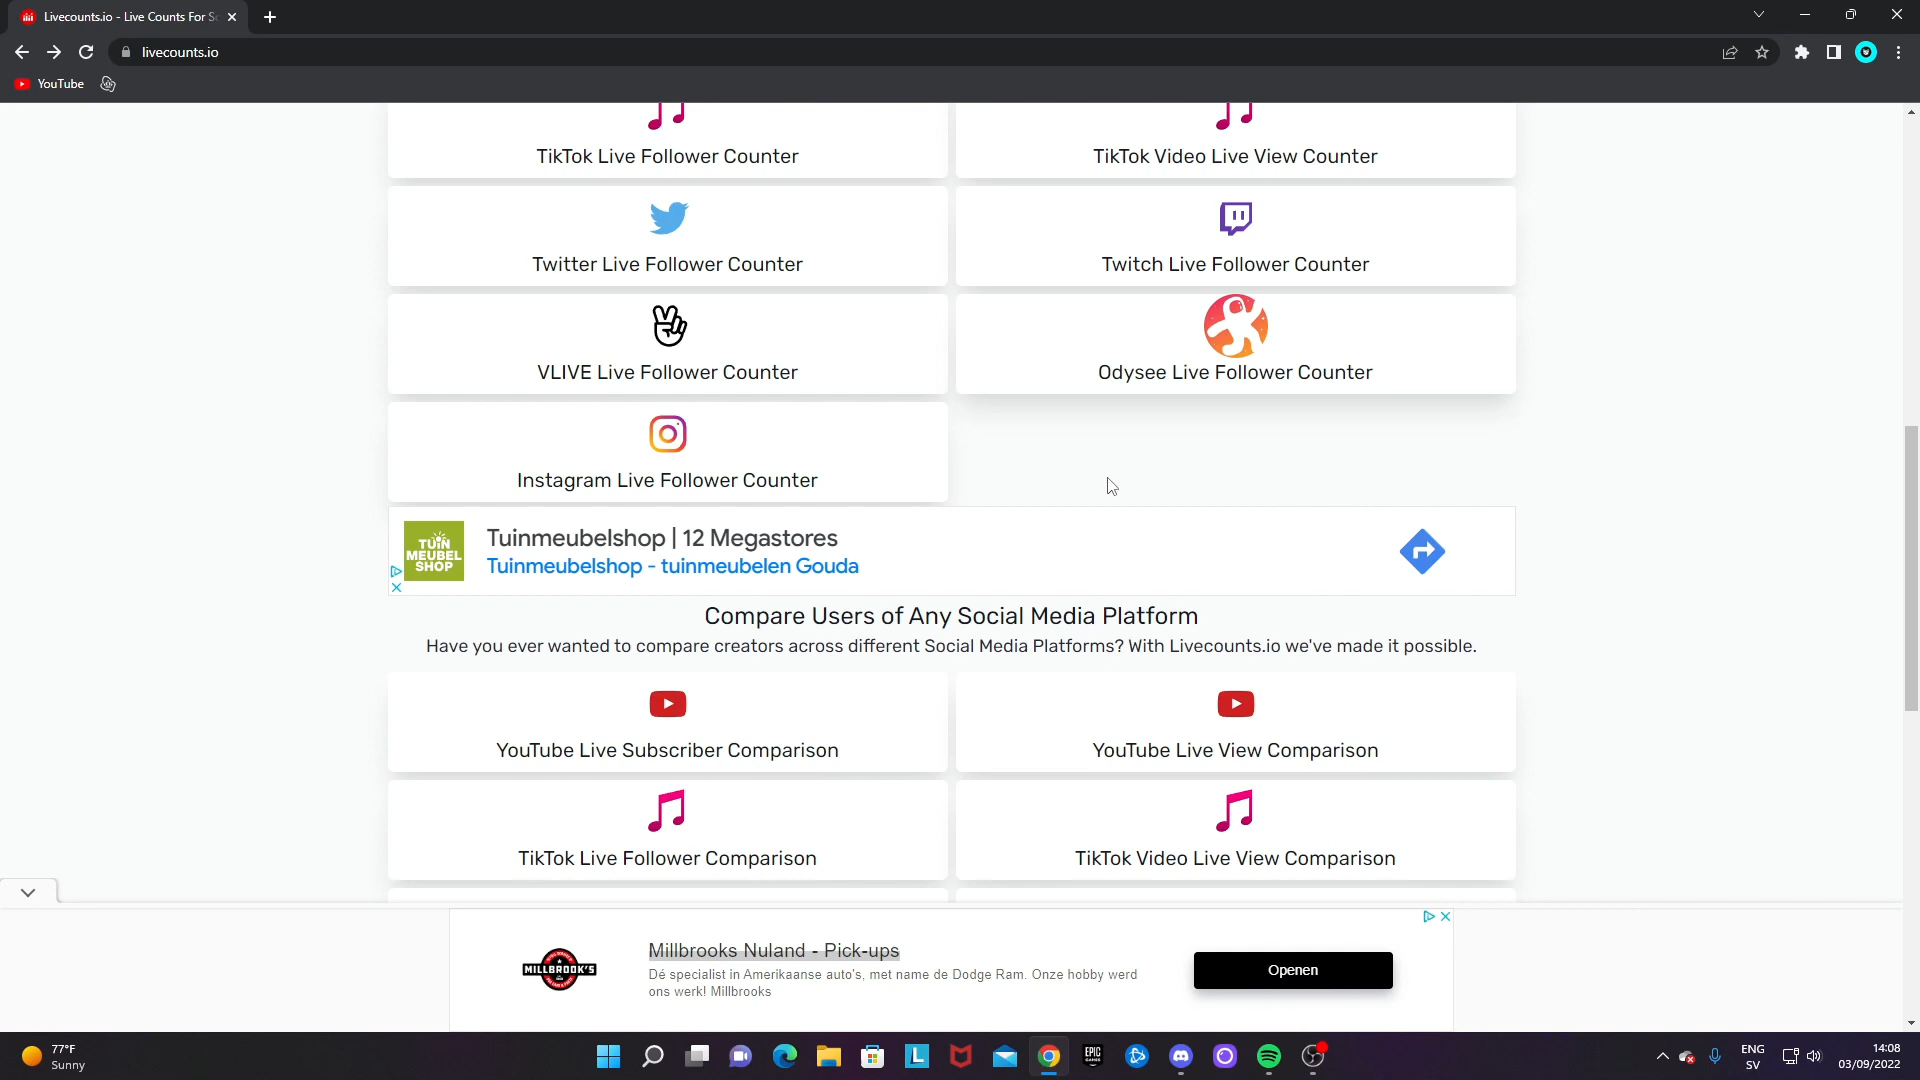 Livecounts.io - Live Counts For S
livecounts.io
YouTube
TikTok Live Follower Counter
TikTok Video Live View Counter
Twitter Live Follower Counter
Twitch Live Follower Counter
VLIVE Live Follower Counter
Odysee Live Follower Counter
Instagram Live Follower Counter
TUIN
MEUBEL
SHOP
Tuinmeubelshop | 12 Megastores
Tuinmeubelshop - tuinmeubelen Gouda
Compare Users of Any Social Media Platform
Have you ever wanted to compare creators across different Social Media Platforms? With Livecounts.io we've made it possible.
YouTube Live Subscriber Comparison
YouTube Live View Comparison
TikTok Live Follower Comparison
TikTok Video Live View Comparison
MILLBROOK'S
Millbrooks Nuland - Pick-ups
Dé specialist in Amerikaanse auto's, met name de Dodge Ram. Onze hobby werd
ons werk! Millbrooks
Openen
77°F
Sunny
L
EPIC
GAMES
ENG
SV
14:08
03/09/2022